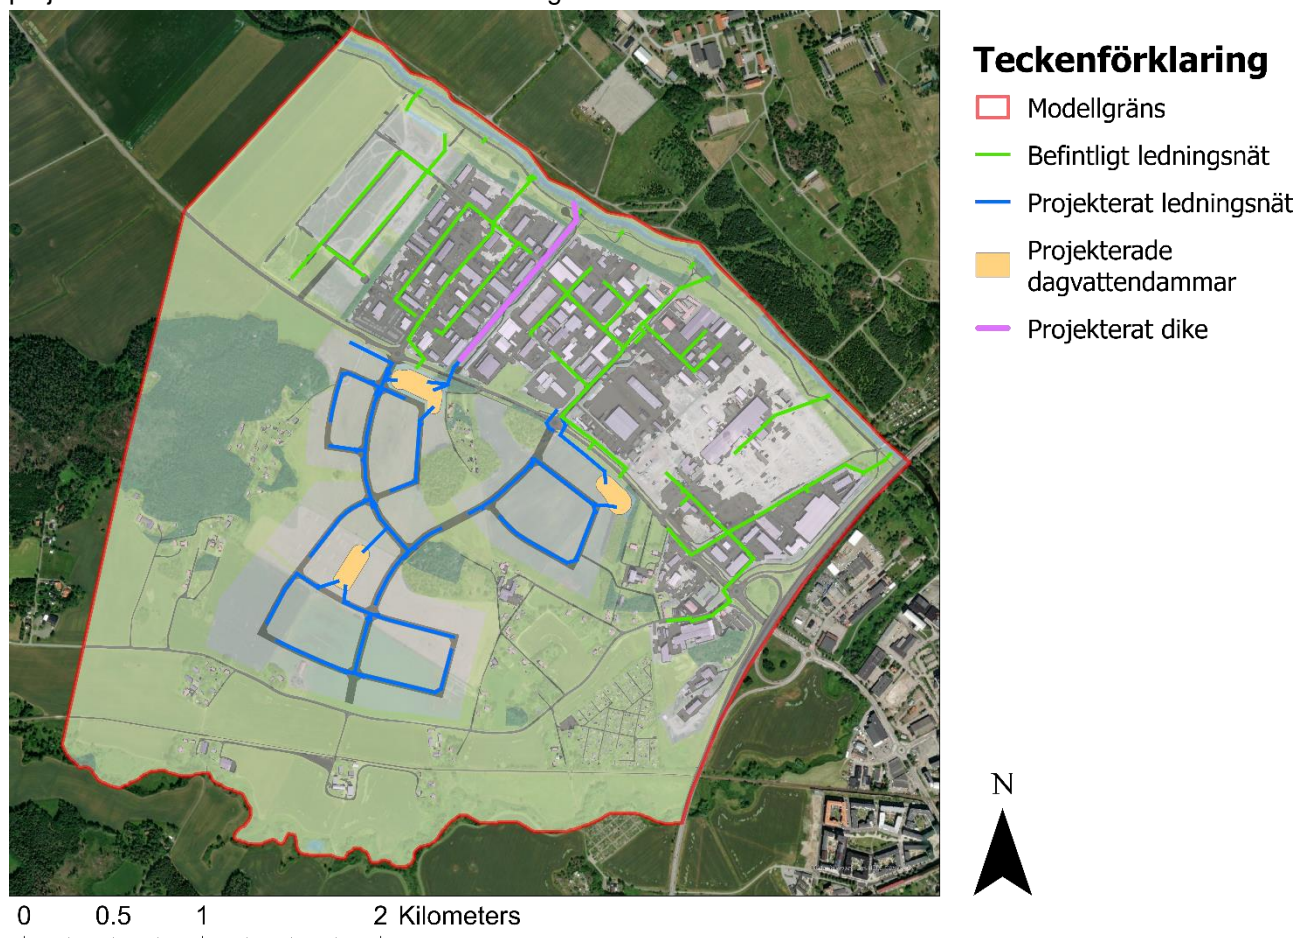 Teckenförklaring
Modellgräns
Befintligt ledningsnät
Projekterat ledningsnät
Projekterade
dagvattendammar
Projekterat dike
N
0 0.5 1 2 Kilometers